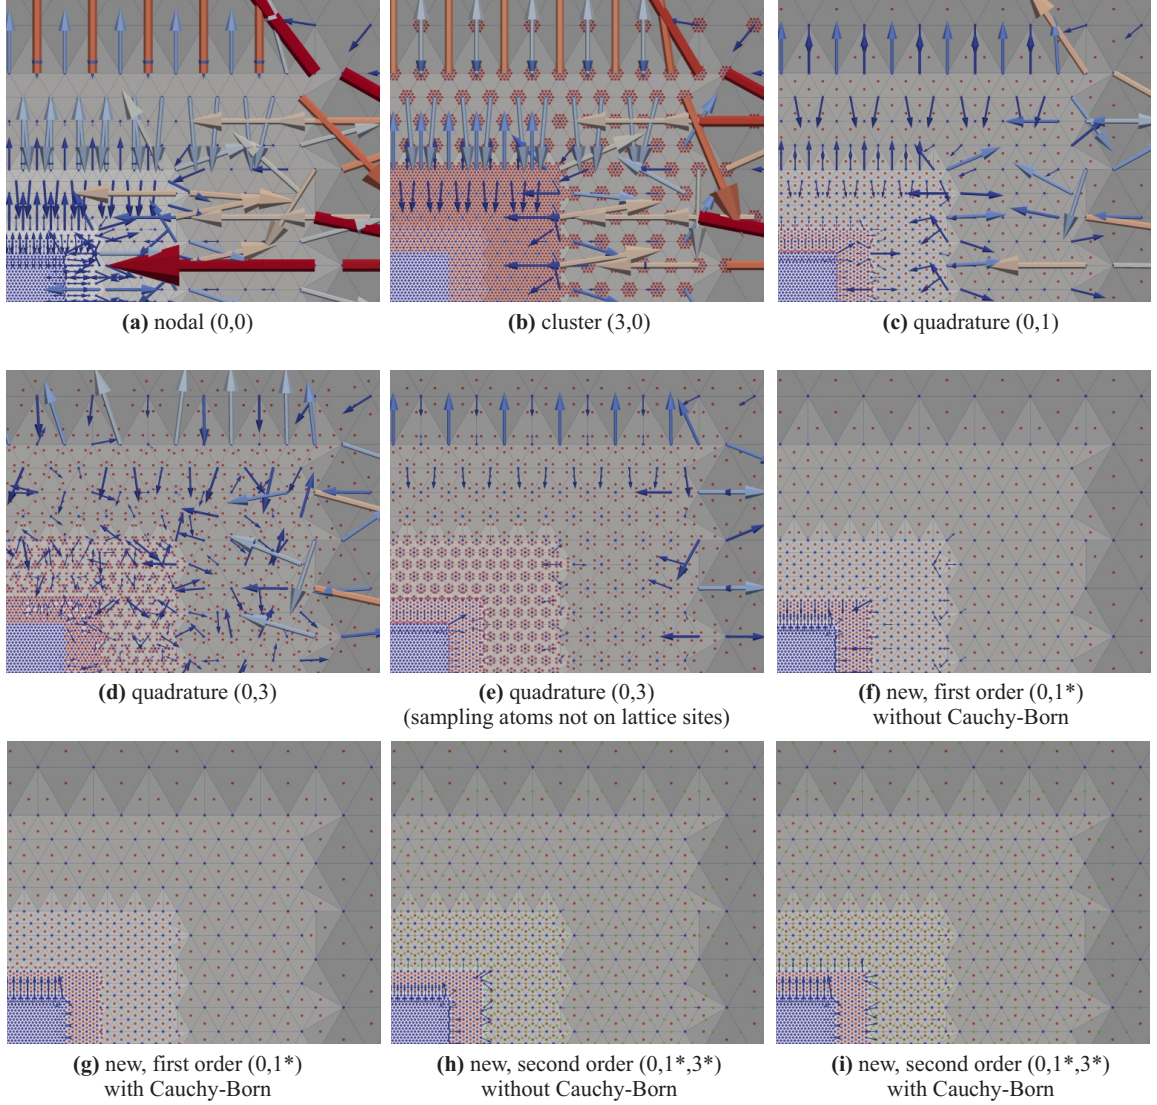 (a) nodal (0,0)
(b) cluster (3,0)
(c) quadrature (0,1)
(d) quadrature (0,3)
(e) quadrature (0,3)
(sampling atoms not on lattice sites)
(f) new, first order (0,1*)
without Cauchy-Born
(g) new, first order (0,1*)
with Cauchy-Born
(h) new, second order (0,1*,3*)
without Cauchy-Born
(i) new, second order (0,1*,3*)
with Cauchy-Born